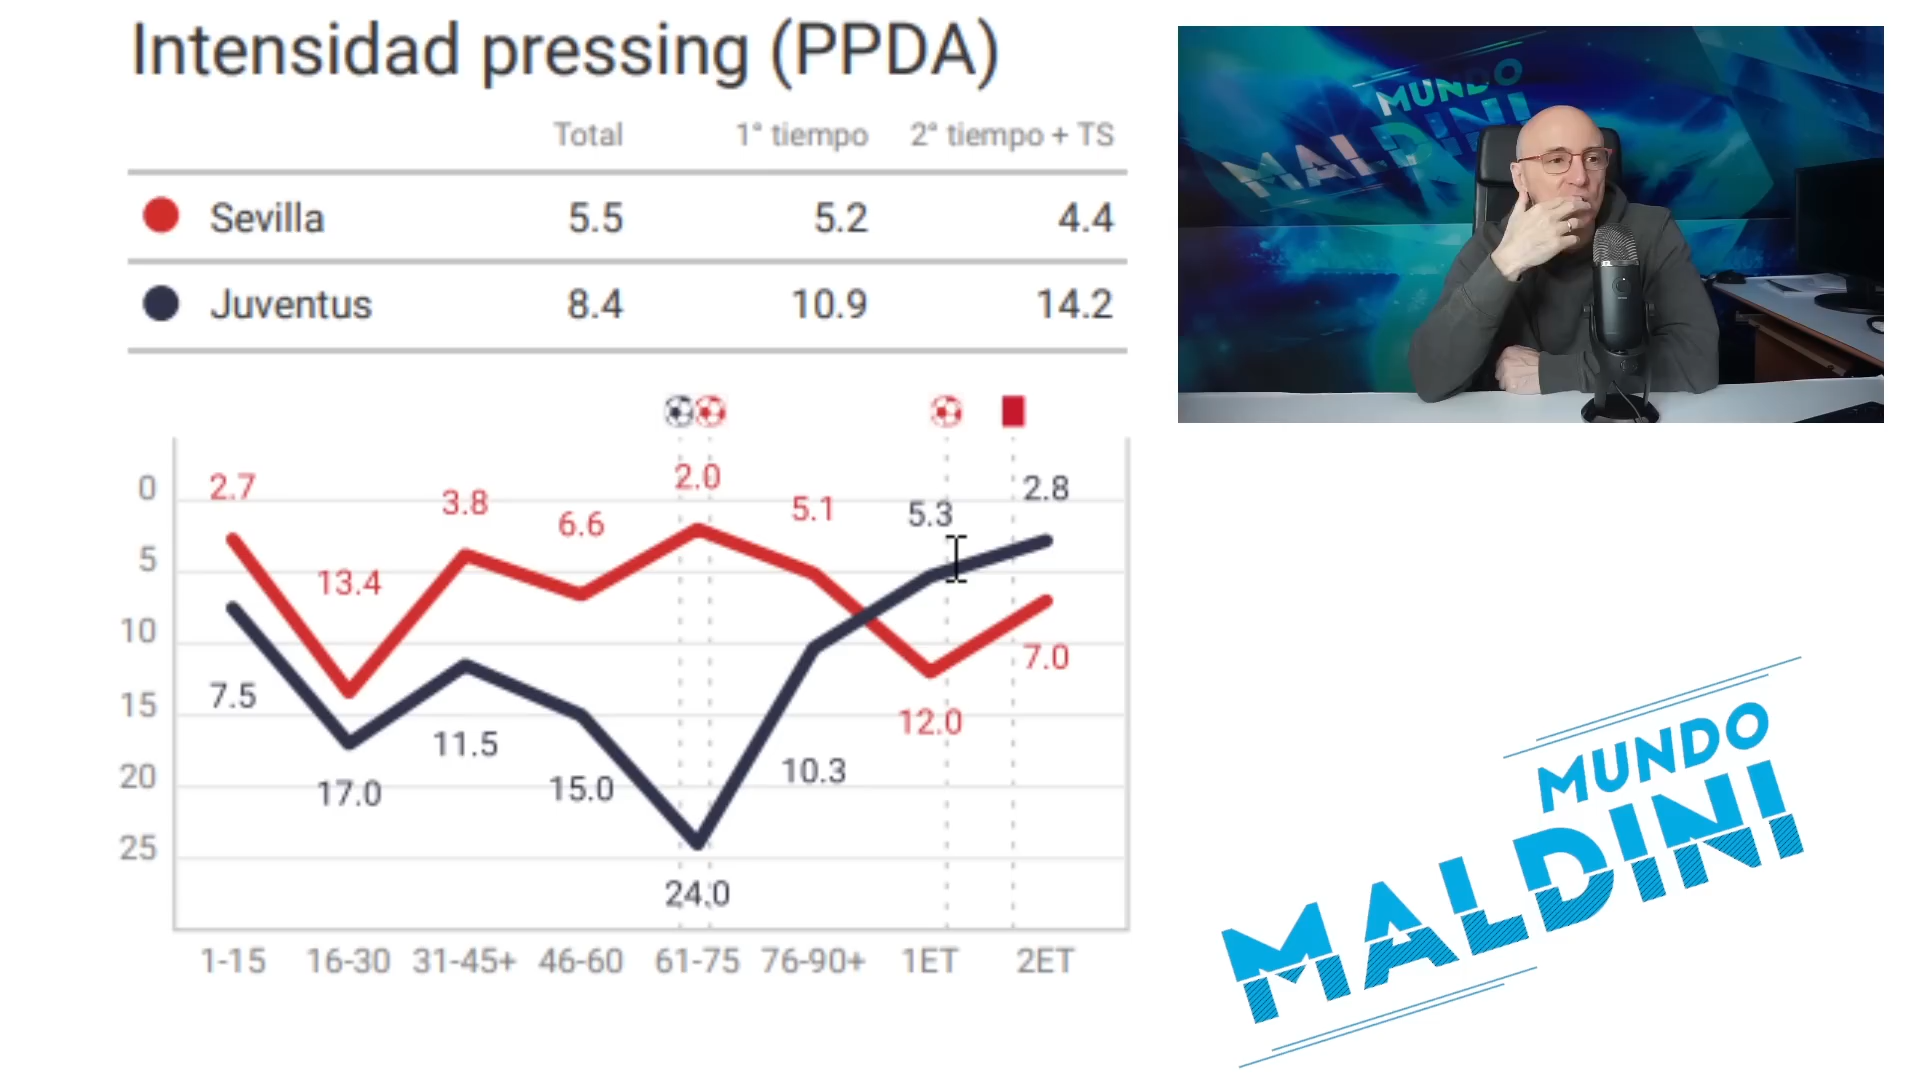 Intensidad pressing (PPDA)
Total 1° tiempo 2° tiempo + TS
Sevilla 5.5 5.2 4.4
Juventus 8.4 10.9 14.2
0
5
10
15
20
25
2.7 13.4 3.8 6.6 2.0 5.1 12.0 7.0
7.5 17.0 11.5 15.0 24.0 10.3 5.3 2.8
1-15 16-30 31-45+ 46-60 61-75 76-90+ 1ET 2ET
MUNDO
MALDINI
MUNDO
MALDINI